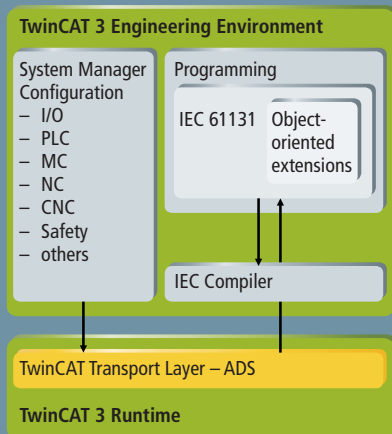 TwinCAT 3 Engineering Environment
System Manager
Configuration
– I/O
– PLC
– MC
– NC
– CNC
– Safety
– others
Programming
IEC 61131
Object-
oriented
extensions
IEC Compiler
TwinCAT Transport Layer – ADS
TwinCAT 3 Runtime